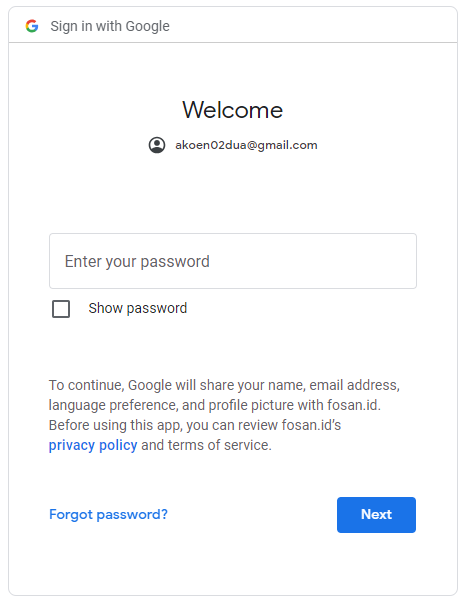 Sign in with Google
Welcome
akoen02dua@gmail.com
Enter your password
Show password
To continue, Google will share your name, email address,
language preference, and profile picture with fosan.id.
Before using this app, you can review fosan.id's
privacy policy and terms of service.
Forgot password?
Next